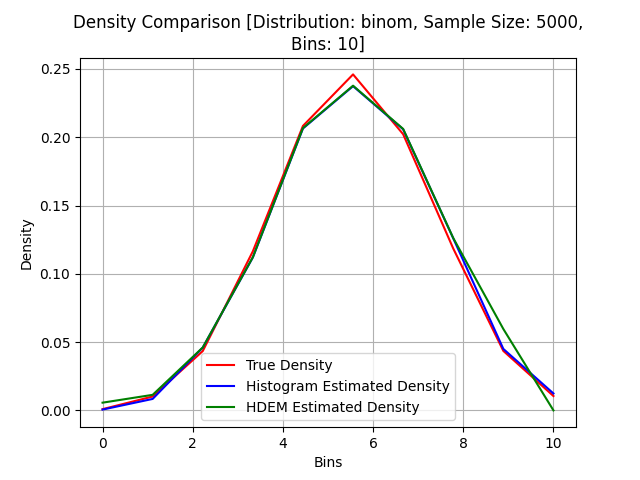 Density Comparison [Distribution: binom, Sample Size: 5000,
Bins: 10]
0.25
0.20
0.15
0.10
0.05
0.00
Density
True Density
Histogram Estimated Density
HDEM Estimated Density
0 2 4 6 8 10
Bins